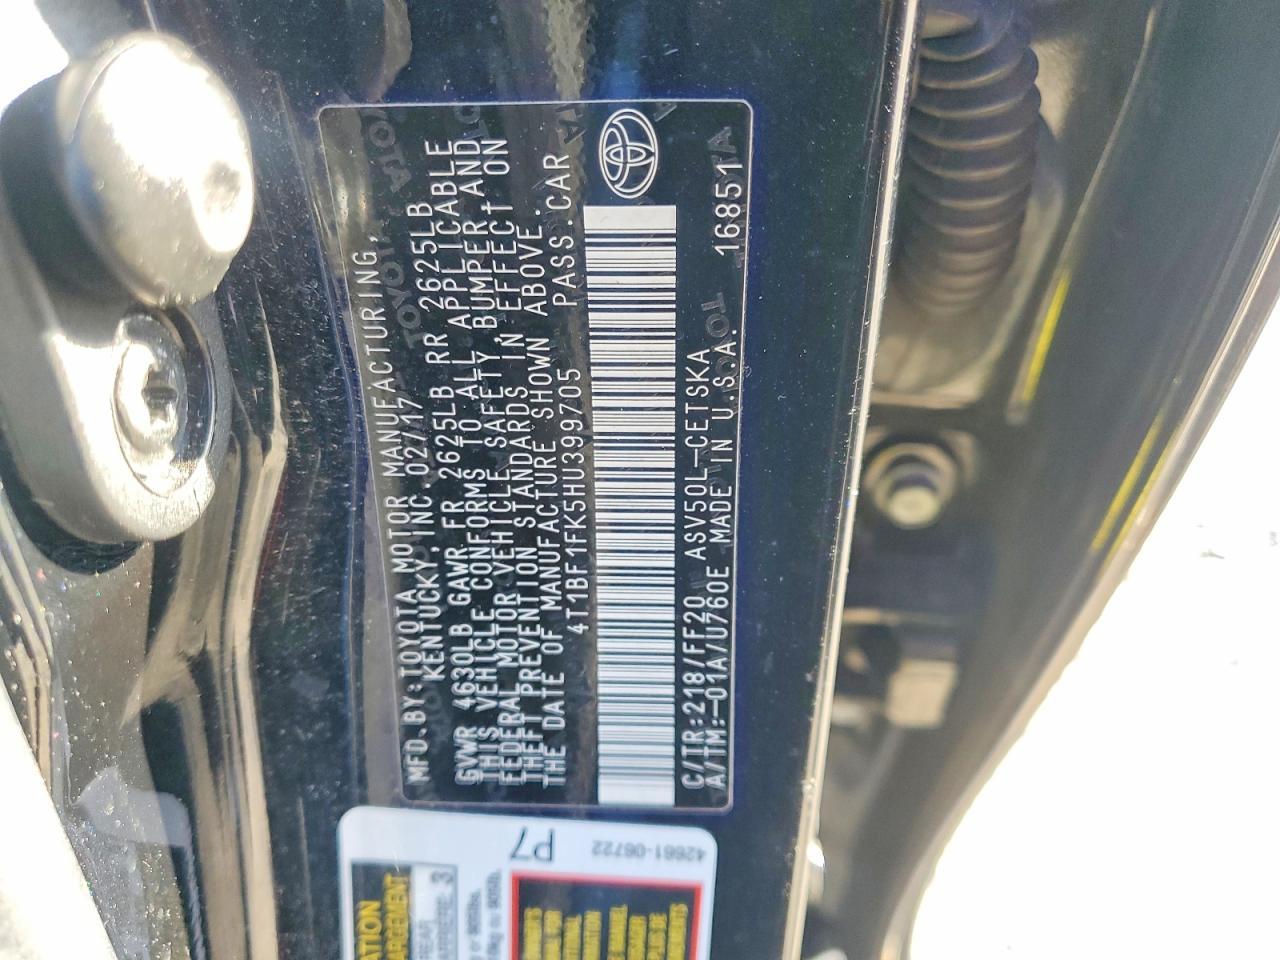 MFD.BY:TOYOTA MOTOR MANUFACTURING,
KENTUCKY,INC. 02/17
GVWR 4630LB GAWR FR 2625LB RR 2625LB
THIS VEHICLE CONFORMS TO ALL APPLICABLE
FEDERAL MOTOR VEHICLE SAFETY,BUMPER AND
THEFT PREVENTION STANDARDS IN EFFECT ON
THE DATE OF MANUFACTURE SHOWN ABOVE.
4T1BF1FK5HU399705 PASS.CAR
C/TR:218/FF20 ASV50L-CETSKA
A/TM:-01A/U760E MADE IN U.S.A. 16851
P7
42661-06722
3